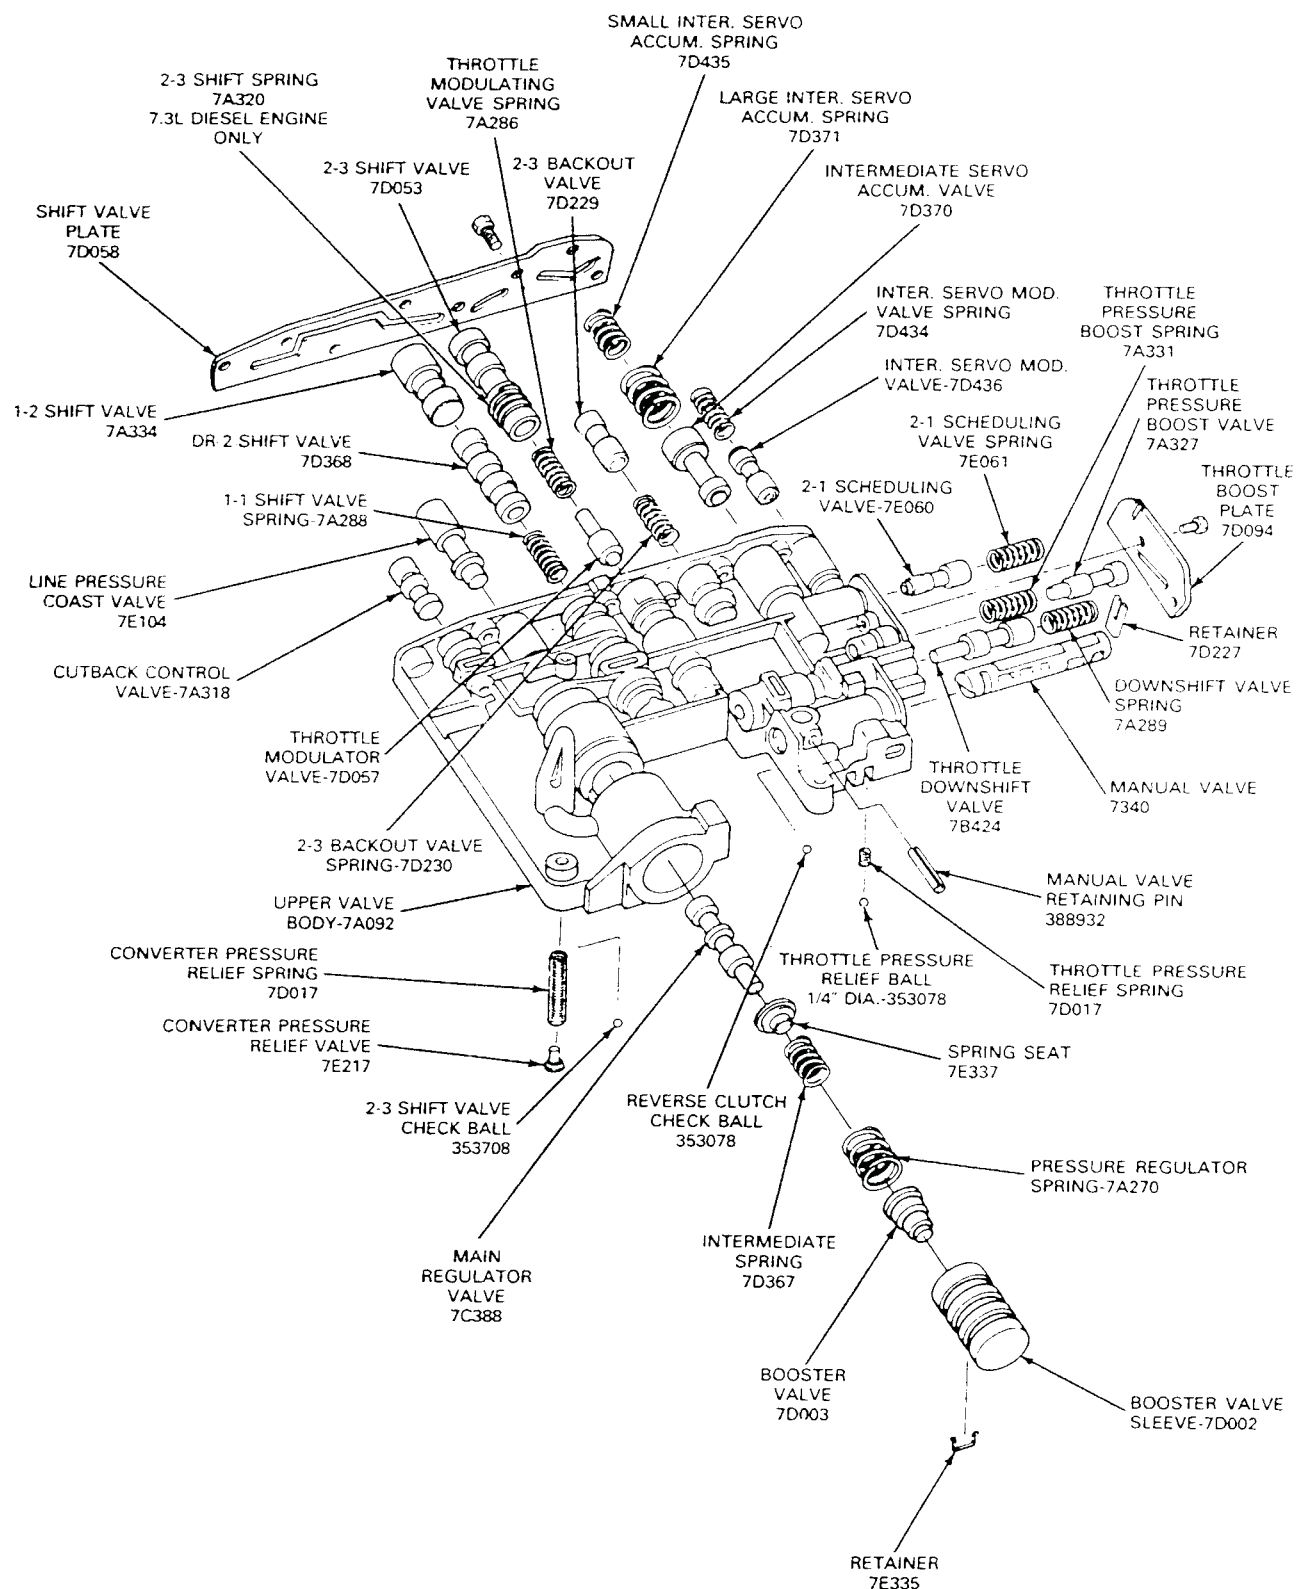 SMALL INTER. SERVO
ACCUM. SPRING
7D435
2-3 SHIFT SPRING
7A320
7.3L DIESEL ENGINE
ONLY
THROTTLE
MODULATING
VALVE SPRING
7A286
LARGE INTER. SERVO
ACCUM. SPRING
7D371
2-3 SHIFT VALVE
7D053
2-3 BACKOUT
VALVE
7D229
INTERMEDIATE SERVO
ACCUM. VALVE
7D370
SHIFT VALVE
PLATE
7D058
INTER. SERVO MOD.
VALVE SPRING
7D434
THROTTLE
PRESSURE
BOOST SPRING
7A331
INTER. SERVO MOD.
VALVE-7D436
THROTTLE
PRESSURE
BOOST VALVE
7A327
1-2 SHIFT VALVE
7A334
DR-2 SHIFT VALVE
7D368
2-1 SCHEDULING
VALVE SPRING
7E061
THROTTLE
BOOST
PLATE
7D094
1-1 SHIFT VALVE
SPRING-7A288
2-1 SCHEDULING
VALVE-7E060
LINE PRESSURE
COAST VALVE
7E104
RETAINER
7D227
CUTBACK CONTROL
VALVE-7A318
DOWNSHIFT VALVE
SPRING
7A289
THROTTLE
MODULATOR
VALVE-7D057
THROTTLE
DOWNSHIFT
VALVE
7B424
MANUAL VALVE
7340
2-3 BACKOUT VALVE
SPRING-7D230
UPPER VALVE
BODY-7A092
MANUAL VALVE
RETAINING PIN
388932
CONVERTER PRESSURE
RELIEF SPRING
7D017
THROTTLE PRESSURE
RELIEF BALL
1/4" DIA.-353078
THROTTLE PRESSURE
RELIEF SPRING
7D017
CONVERTER PRESSURE
RELIEF VALVE
7E217
SPRING SEAT
7E337
2-3 SHIFT VALVE
CHECK BALL
353708
REVERSE CLUTCH
CHECK BALL
353078
PRESSURE REGULATOR
SPRING-7A270
MAIN
REGULATOR
VALVE
7C388
INTERMEDIATE
SPRING
7D367
BOOSTER
VALVE
7D003
BOOSTER VALVE
SLEEVE-7D002
RETAINER
7E335